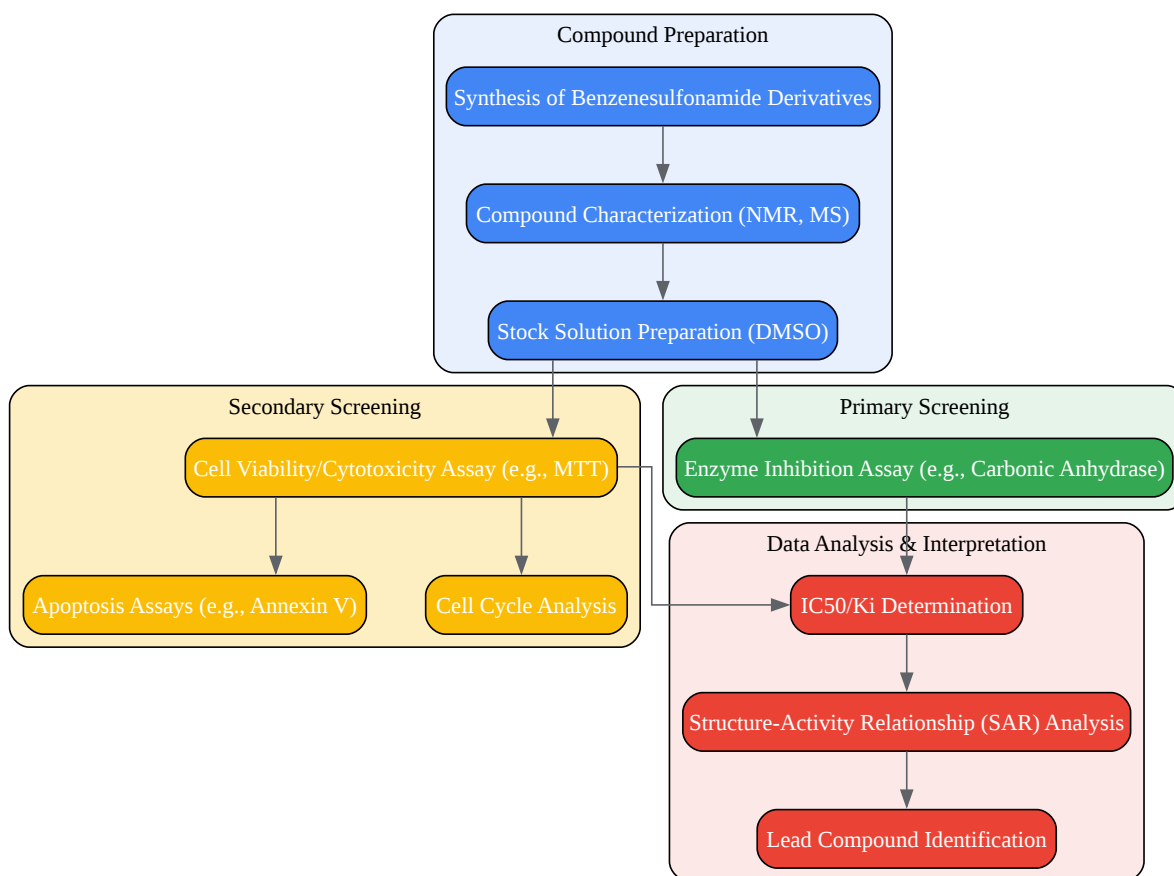 Compound Preparation
Synthesis of Benzenesulfonamide Derivatives
Compound Characterization (NMR, MS)
Stock Solution Preparation (DMSO)
Secondary Screening
Cell Viability/Cytotoxicity Assay (e.g., MTT)
Apoptosis Assays (e.g., Annexin V)
Cell Cycle Analysis
Primary Screening
Enzyme Inhibition Assay (e.g., Carbonic Anhydrase)
Data Analysis & Interpretation
IC50/Ki Determination
Structure-Activity Relationship (SAR) Analysis
Lead Compound Identification